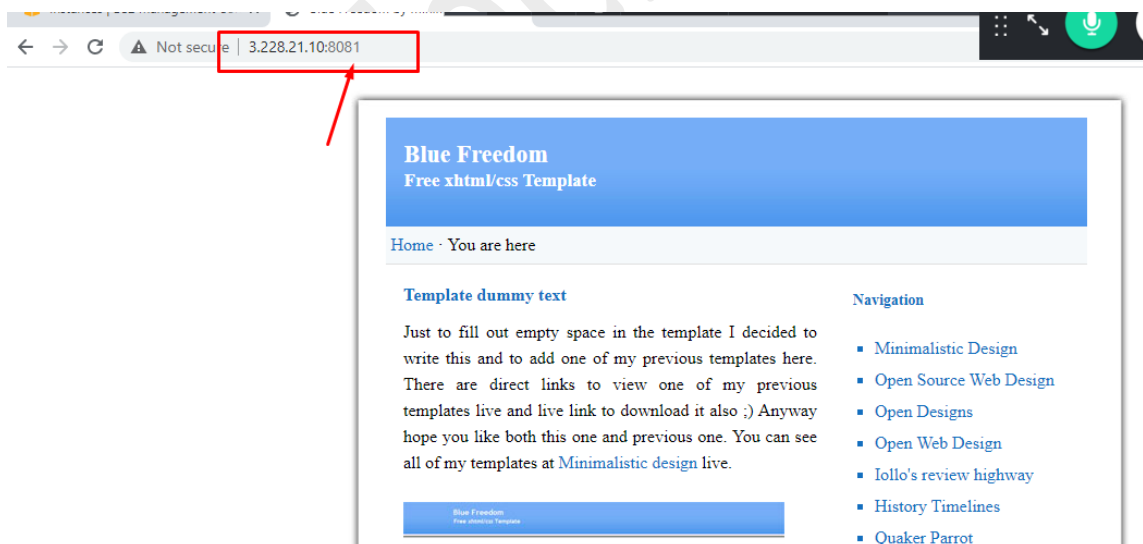 Not secure | 3.228.21.10:8081
Blue Freedom
Free xhtml/css Template
Home · You are here
Template dummy text
Just to fill out empty space in the template I decided to
write this and to add one of my previous templates here.
There are direct links to view one of my previous
templates live and live link to download it also ;) Anyway
hope you like both this one and previous one. You can see
all of my templates at Minimalistic design live.
Blue Freedom
Free xhtml/css Template
Navigation
Minimalistic Design
Open Source Web Design
Open Designs
Open Web Design
Iollo's review highway
History Timelines
Quaker Parrot